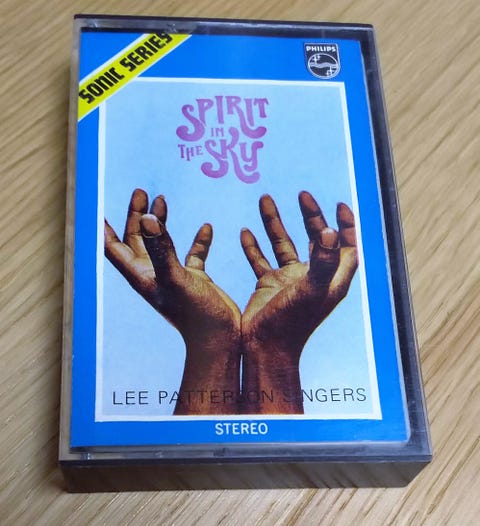 SONIC SERIES
PHILIPS
SPIRIT
IN
THE SKY
LEE PATTERSON SINGERS
STEREO